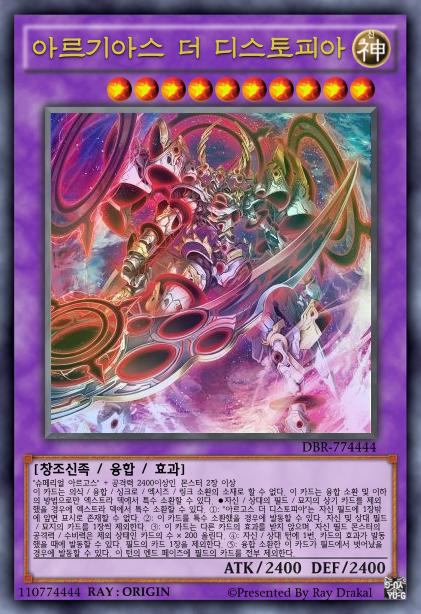 아르기아스 더 디스토피아
神
DBR-774444
[창조신족 / 융합 / 효과]
"슈페리얼 아르고스" + 공격력 2400이상인 몬스터 2장 이상
이 카드는 의식 / 융합 / 싱크로 / 엑시즈 / 링크 소환의 소재로 할 수 없다. 이 카드는 융합 소환 및 이하
의 방법으로만 엑스트라 덱에서 특수 소환할 수 있다. ●자신 / 상대의 필드 / 묘지의 상기 카드를 제외
했을 경우에 엑스트라 덱에서 특수 소환할 수 있다. ①: "아르고스 더 디스토피아"는 자신 필드에 1장밖
에 앞면 표시로 존재할 수 없다. ②: 이 카드를 특수 소환했을 경우에 발동할 수 있다. 자신 및 상대 필드
/ 묘지의 카드를 1장씩 제외한다. ③: 이 카드는 다른 카드의 효과를 받지 않으며, 자신 필드 몬스터의
공격력 / 수비력은 제외 상태인 카드의 수 × 200 올린다. ④: 자신 / 상대 턴에 1번, 카드의 효과가 발동
했을 때에 발동할 수 있다. 필드의 카드 1장을 제외한다. ⑤: 융합 소환한 이 카드가 필드에서 벗어났을
경우에 발동할 수 있다. 이 턴의 엔드 페이즈에 필드의 카드를 전부 제외한다.
ATK/2400 DEF/2400
110774444 RAY : ORIGIN ©Presented By Ray Drakal